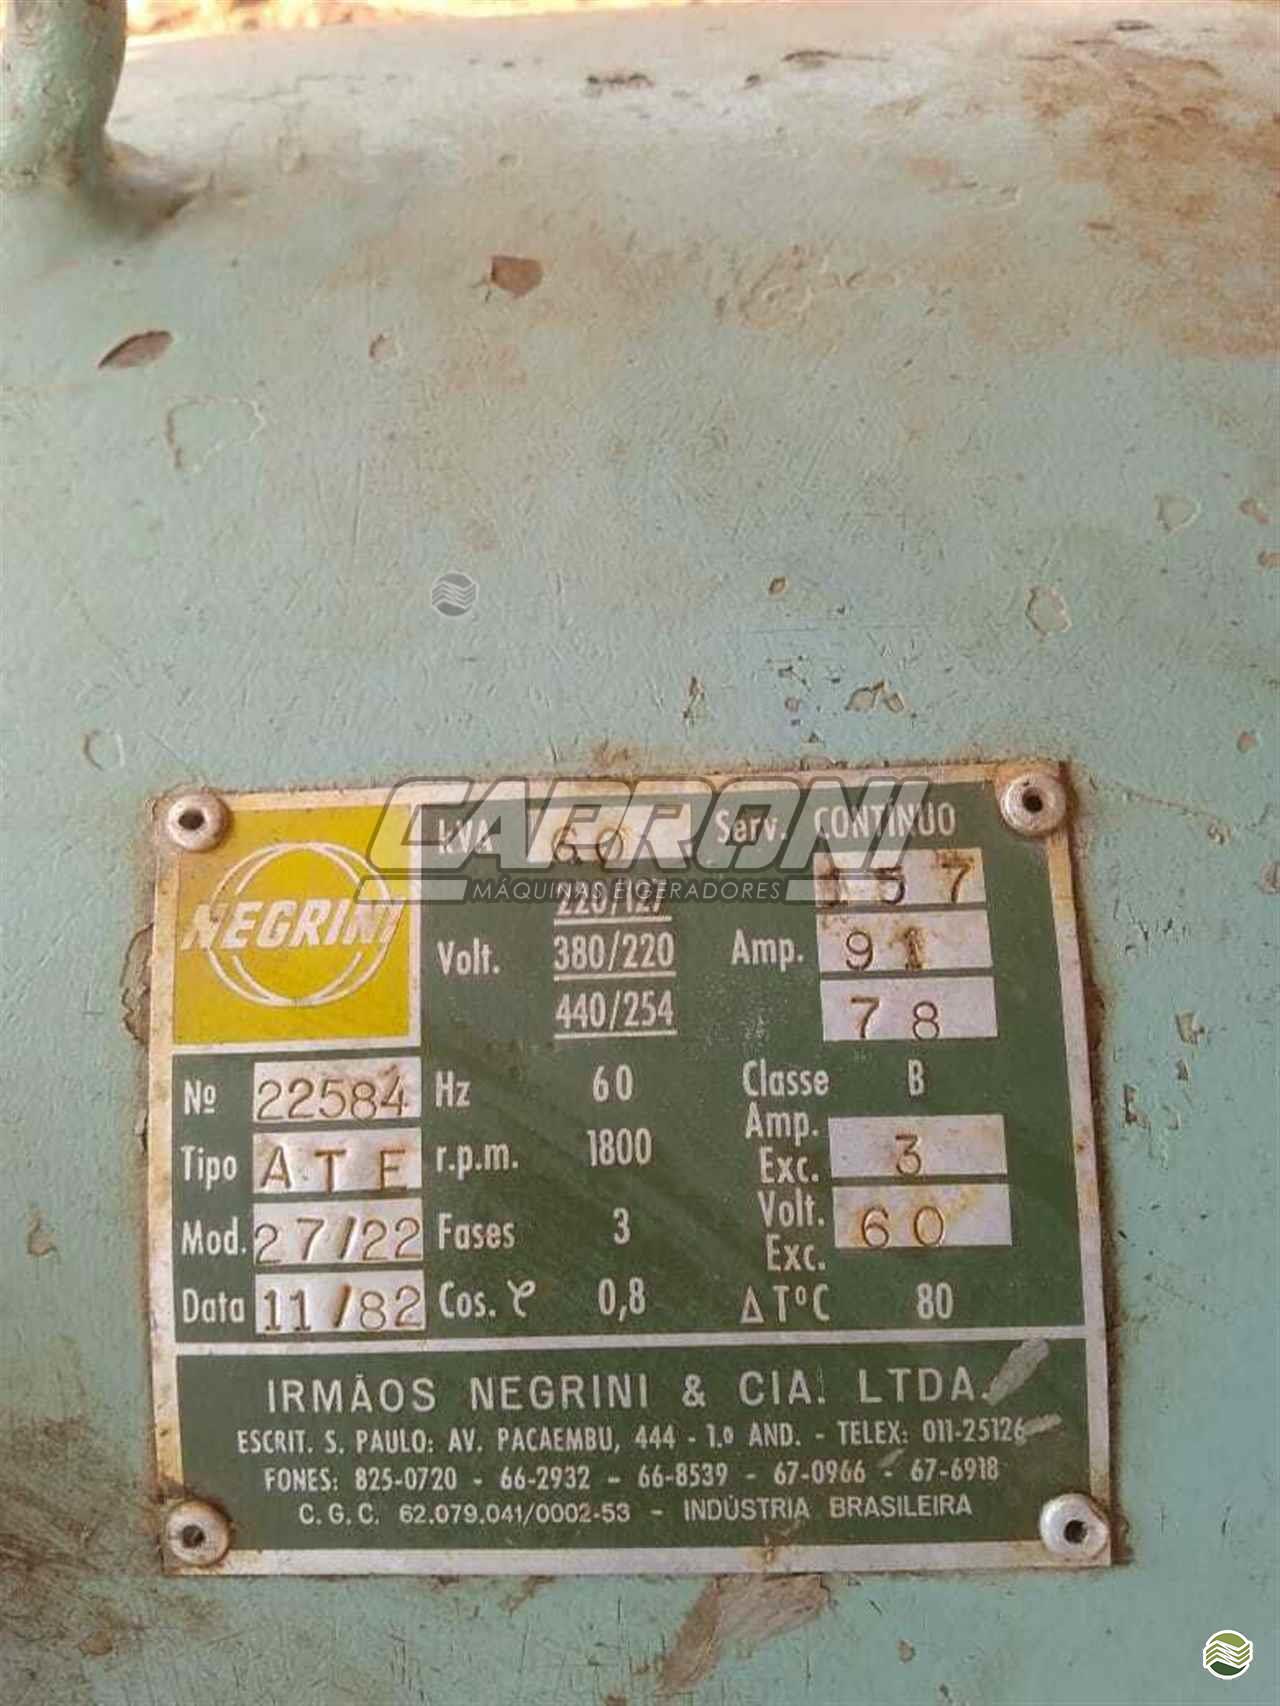 CAPRONI
MÁQUINAS E GERADORES
NEGRINI
kVA 60 Serv. CONTÍNUO
Volt. 220/127 Amp. 157
380/220 91
440/254 78
Nº 22584 Hz 60 Classe B
Tipo ATE r.p.m. 1800 Amp. Exc. 3
Mod. 27/22 Fases 3 Volt. Exc. 60
Data 11/82 Cos. φ 0,8 ΔTºC 80
IRMÃOS NEGRINI & CIA. LTDA.
ESCRIT. S. PAULO: AV. PACAEMBU, 444 - 1.º AND. - TELEX: 011-25126
FONES: 825-0720 - 66-2932 - 66-8539 - 67-0966 - 67-6918
C.G.C. 62.079.041/0002-53 - INDÚSTRIA BRASILEIRA